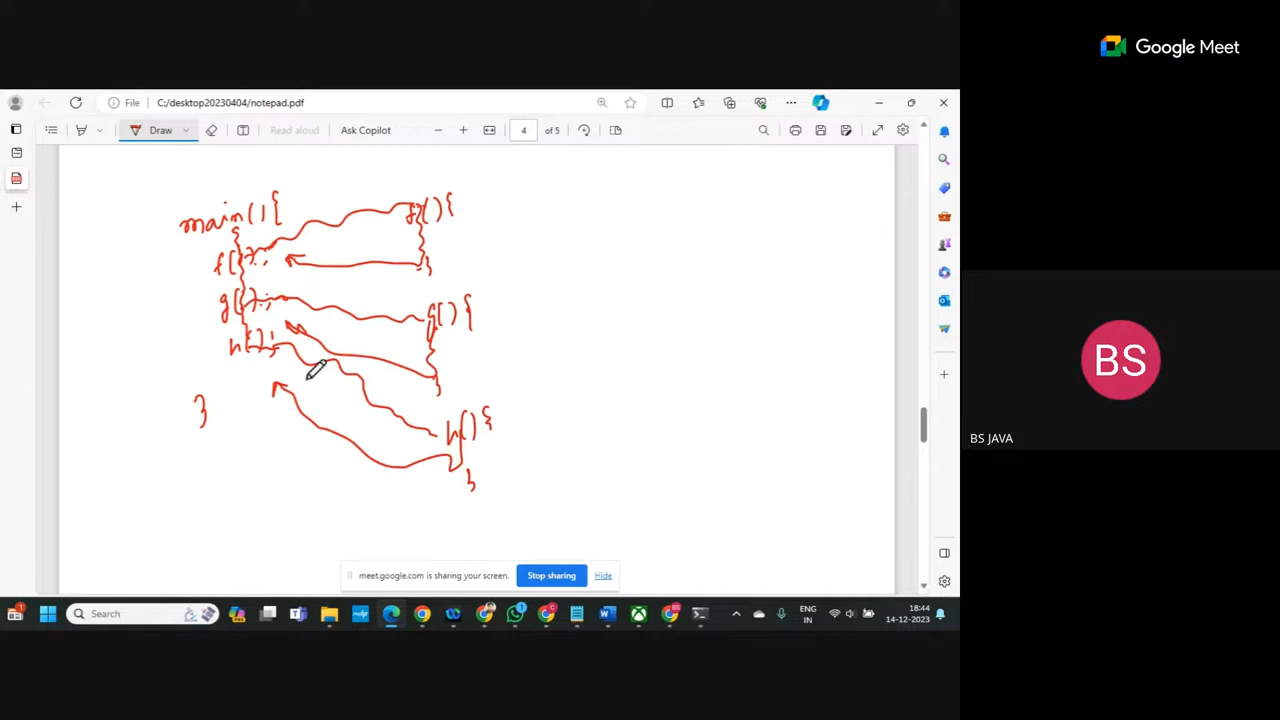 Google Meet
File
C:/desktop20230404/notepad.pdf
Draw
Read aloud
Ask Copilot
4 of 5
main(){
f(){
f();
g();
g(){
h();
}
}
h(){
}
}
BS
BS JAVA
meet.google.com is sharing your screen.
Stop sharing
Hide
Search
ENG
IN
18:44
14-12-2023